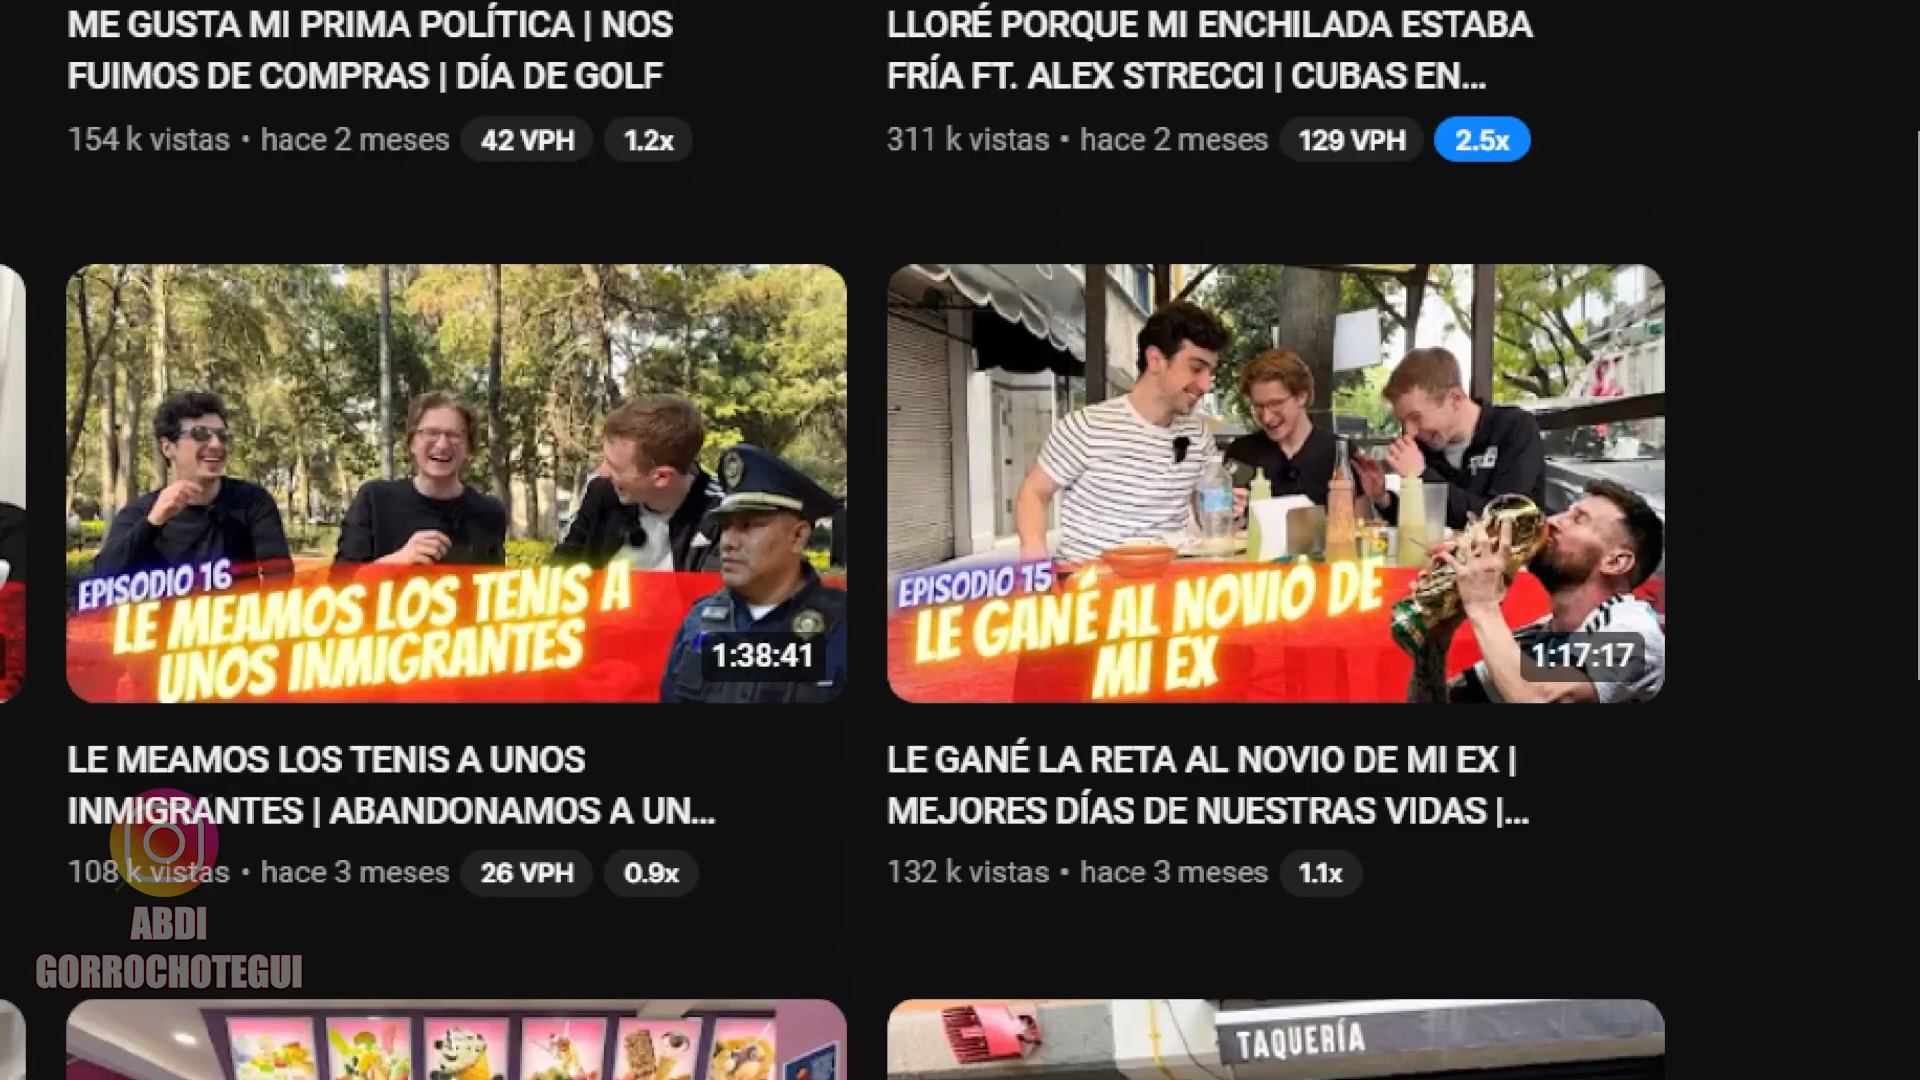 ME GUSTA MI PRIMA POLÍTICA | NOS
FUIMOS DE COMPRAS | DÍA DE GOLF
154 k vistas • hace 2 meses 42 VPH 1.2x
LLORÉ PORQUE MI ENCHILADA ESTABA
FRÍA FT. ALEX STRECCI | CUBAS EN...
311 k vistas • hace 2 meses 129 VPH 2.5x
EPISODIO 16
LE MEAMOS LOS TENIS A
UNOS INMIGRANTES
1:38:41
LE MEAMOS LOS TENIS A UNOS
INMIGRANTES | ABANDONAMOS A UN...
108 k vistas • hace 3 meses 26 VPH 0.9x
EPISODIO 15
LE GANÉ AL NOVIO DE
MI EX
1:17:17
LE GANÉ LA RETA AL NOVIO DE MI EX |
MEJORES DÍAS DE NUESTRAS VIDAS |...
132 k vistas • hace 3 meses 1.1x
ABDI
GORROCHOTEGUI
TAQUERÍA